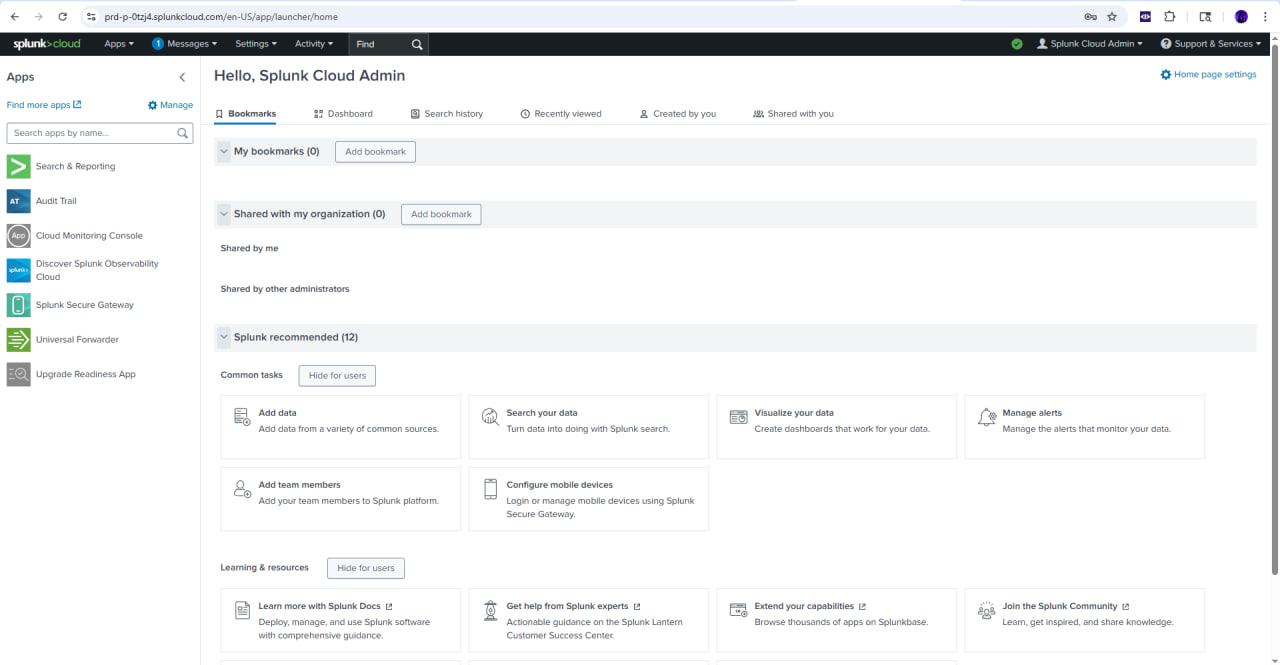 prd-p-0tzj4.splunkcloud.com/en-US/app/launcher/home
splunk>cloud Apps 1 Messages Settings Activity Find Splunk Cloud Admin ? Support & Services
Apps
Find more apps Manage
Search apps by name...
Search & Reporting
AT Audit Trail
App Cloud Monitoring Console
splunk> Discover Splunk Observability
Cloud
Splunk Secure Gateway
Universal Forwarder
Upgrade Readiness App
Hello, Splunk Cloud Admin
Home page settings
Bookmarks Dashboard Search history Recently viewed Created by you Shared with you
My bookmarks (0) Add bookmark
Shared with my organization (0) Add bookmark
Shared by me
Shared by other administrators
Splunk recommended (12)
Common tasks Hide for users
Add data
Add data from a variety of common sources.
Search your data
Turn data into doing with Splunk search.
Visualize your data
Create dashboards that work for your data.
Manage alerts
Manage the alerts that monitor your data.
Add team members
Add your team members to Splunk platform.
Configure mobile devices
Login or manage mobile devices using Splunk
Secure Gateway.
Learning & resources Hide for users
Learn more with Splunk Docs
Deploy, manage, and use Splunk software
with comprehensive guidance.
Get help from Splunk experts
Actionable guidance on the Splunk Lantern
Customer Success Center.
Extend your capabilities
Browse thousands of apps on Splunkbase.
Join the Splunk Community
Learn, get inspired, and share knowledge.